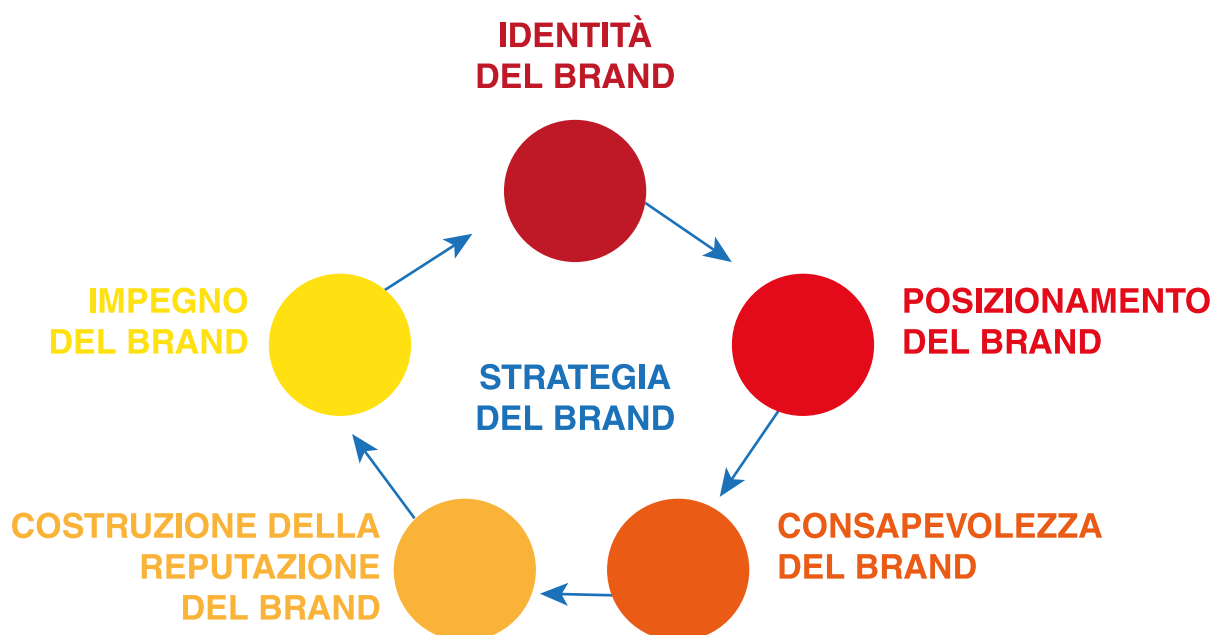 IDENTITÀ
DEL BRAND
IMPEGNO
DEL BRAND
POSIZIONAMENTO
DEL BRAND
STRATEGIA
DEL BRAND
COSTRUZIONE DELLA
REPUTAZIONE
DEL BRAND
CONSAPEVOLEZZA
DEL BRAND